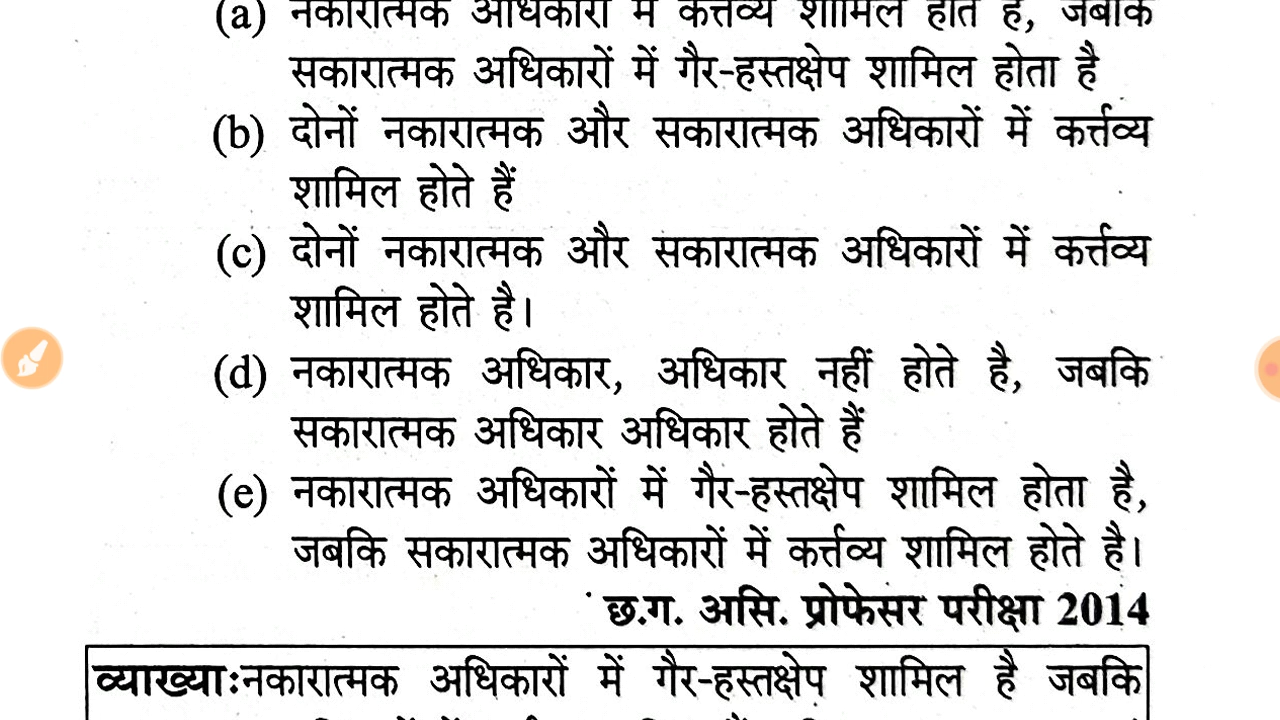 (a) नकारात्मक अधिकारों में कर्त्तव्य शामिल होते है, जबकि
सकारात्मक अधिकारों में गैर-हस्तक्षेप शामिल होता है
(b) दोनों नकारात्मक और सकारात्मक अधिकारों में कर्त्तव्य
शामिल होते हैं
(c) दोनों नकारात्मक और सकारात्मक अधिकारों में कर्त्तव्य
शामिल होते है।
(d) नकारात्मक अधिकार, अधिकार नहीं होते है, जबकि
सकारात्मक अधिकार अधिकार होते हैं
(e) नकारात्मक अधिकारों में गैर-हस्तक्षेप शामिल होता है,
जबकि सकारात्मक अधिकारों में कर्त्तव्य शामिल होते है।
छ.ग. असि. प्रोफेसर परीक्षा 2014
व्याख्याःनकारात्मक अधिकारों में गैर-हस्तक्षेप शामिल है जबकि